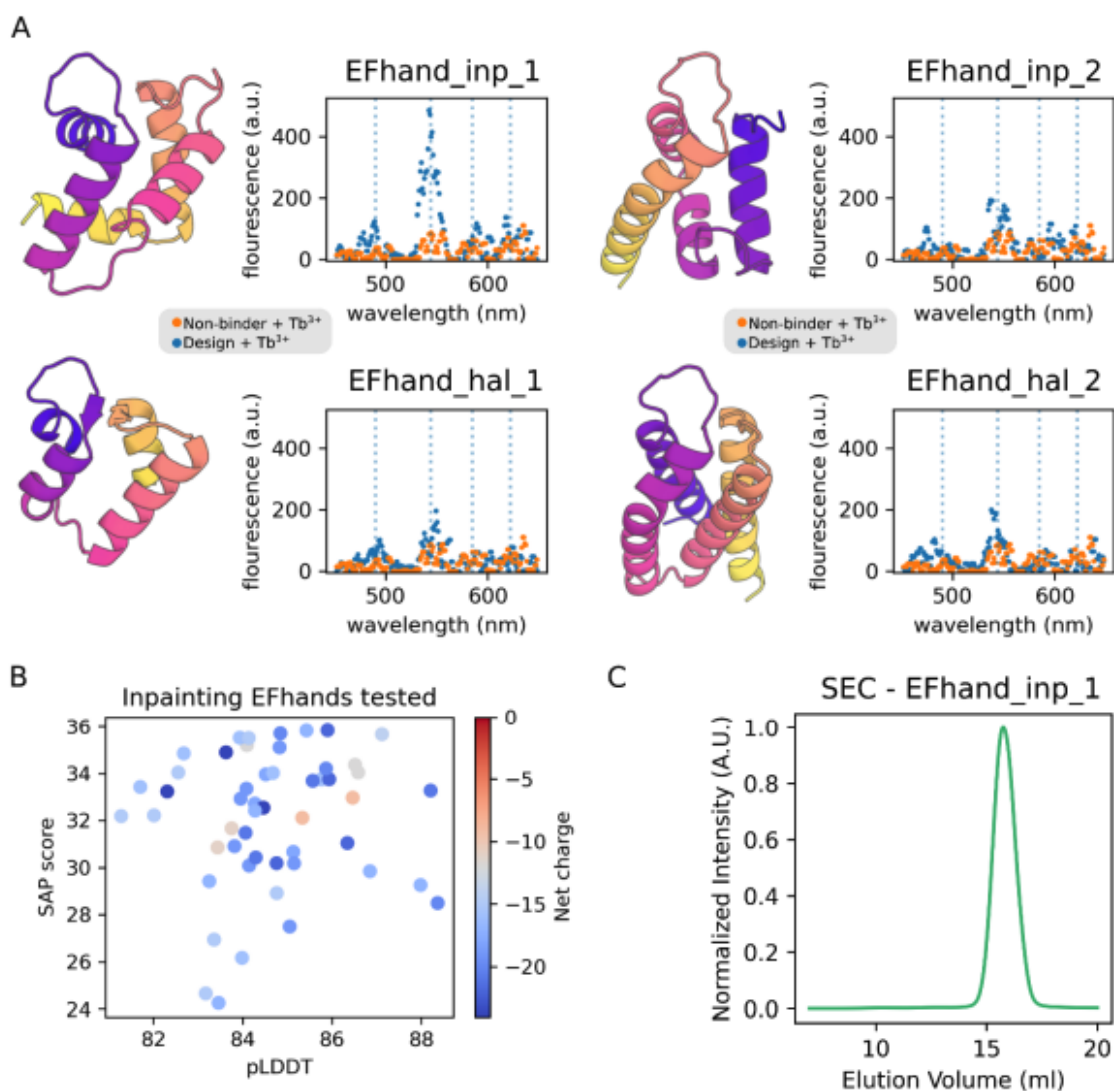 A
EFhand_inp_1
flourescence (a.u.)
400
200
0
500
600
wavelength (nm)
EFhand_inp_2
flourescence (a.u.)
400
200
0
500
600
wavelength (nm)
Non-binder + Tb³⁺
Design + Tb³⁺
Non-binder + Tb³⁺
Design + Tb³⁺
EFhand_hal_1
flourescence (a.u.)
400
200
0
500
600
wavelength (nm)
EFhand_hal_2
flourescence (a.u.)
400
200
0
500
600
wavelength (nm)
B
Inpainting EFhands tested
SAP score
36
34
32
30
28
26
24
82
84
86
88
pLDDT
0
−5
−10
−15
−20
Net charge
C
SEC - EFhand_inp_1
Normalized Intensity (A.U.)
1.0
0.8
0.6
0.4
0.2
0.0
10
15
20
Elution Volume (ml)